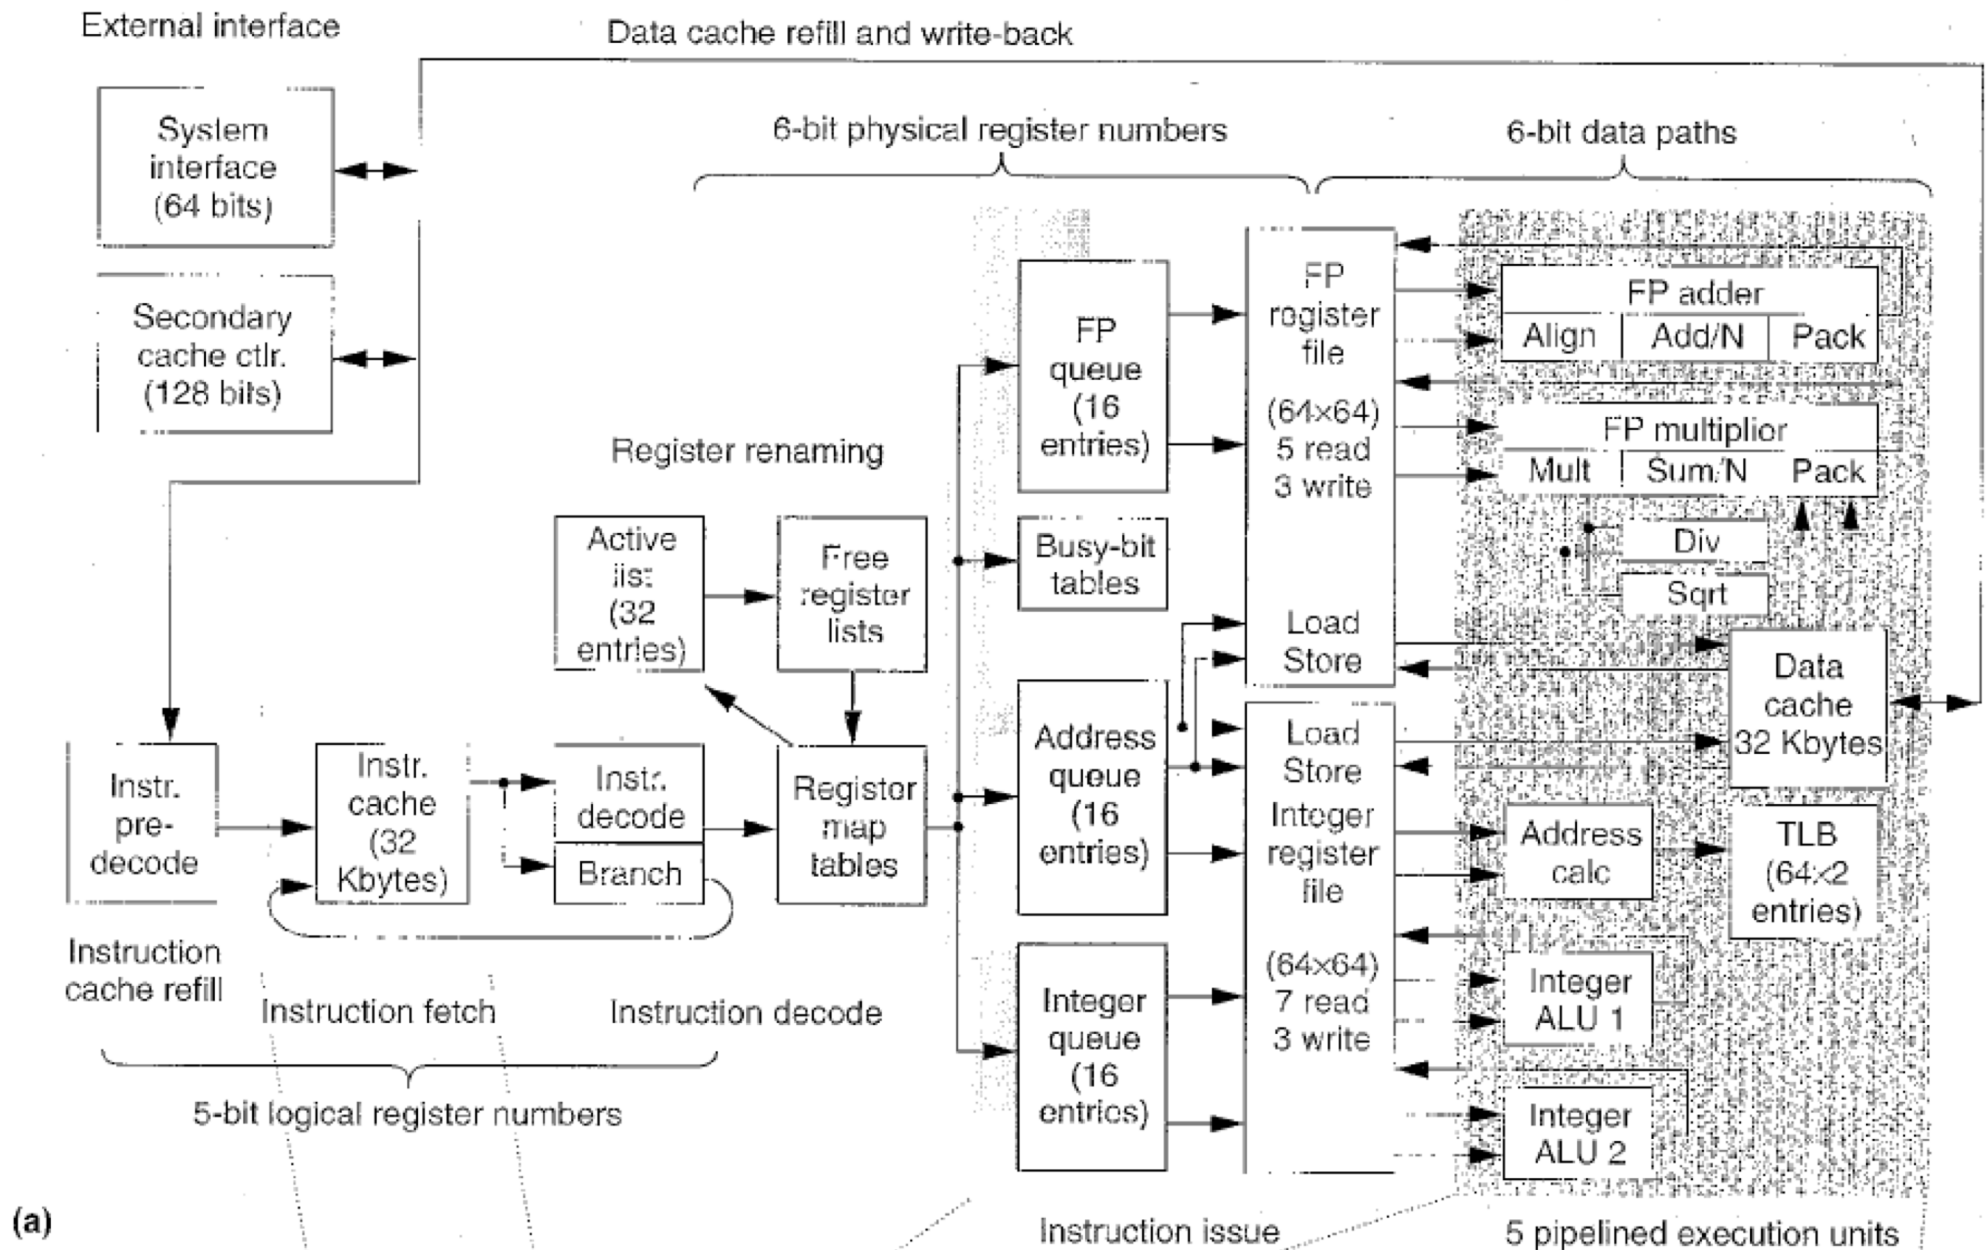 External interface
Data cache refill and write-back
System
interface
(64 bits)
Secondary
cache ctlr.
(128 bits)
6-bit physical register numbers
6-bit data paths
Register renaming
Active
list
(32
entries)
Free
register
lists
FP
queue
(16
entries)
Busy-bit
tables
FP
register
file
(64×64)
5 read
3 write
Load
Store
FP adder
Align
Add/N
Pack
FP multiplior
Mult
Sum/N
Pack
Div
Sqrt
Data
cache
32 Kbytes
Instr.
pre-
decode
Instr.
cache
(32
Kbytes)
Instr.
decode
Branch
Register
map
tables
Address
queue
(16
entries)
Load
Store
Integer
register
file
(64×64)
7 read
3 write
Address
calc
TLB
(64×2
entries)
Integer
queue
(16
entries)
Integer
ALU 1
Integer
ALU 2
Instruction
cache refill
Instruction fetch
Instruction decode
5-bit logical register numbers
(a)
Instruction issue
5 pipelined execution units